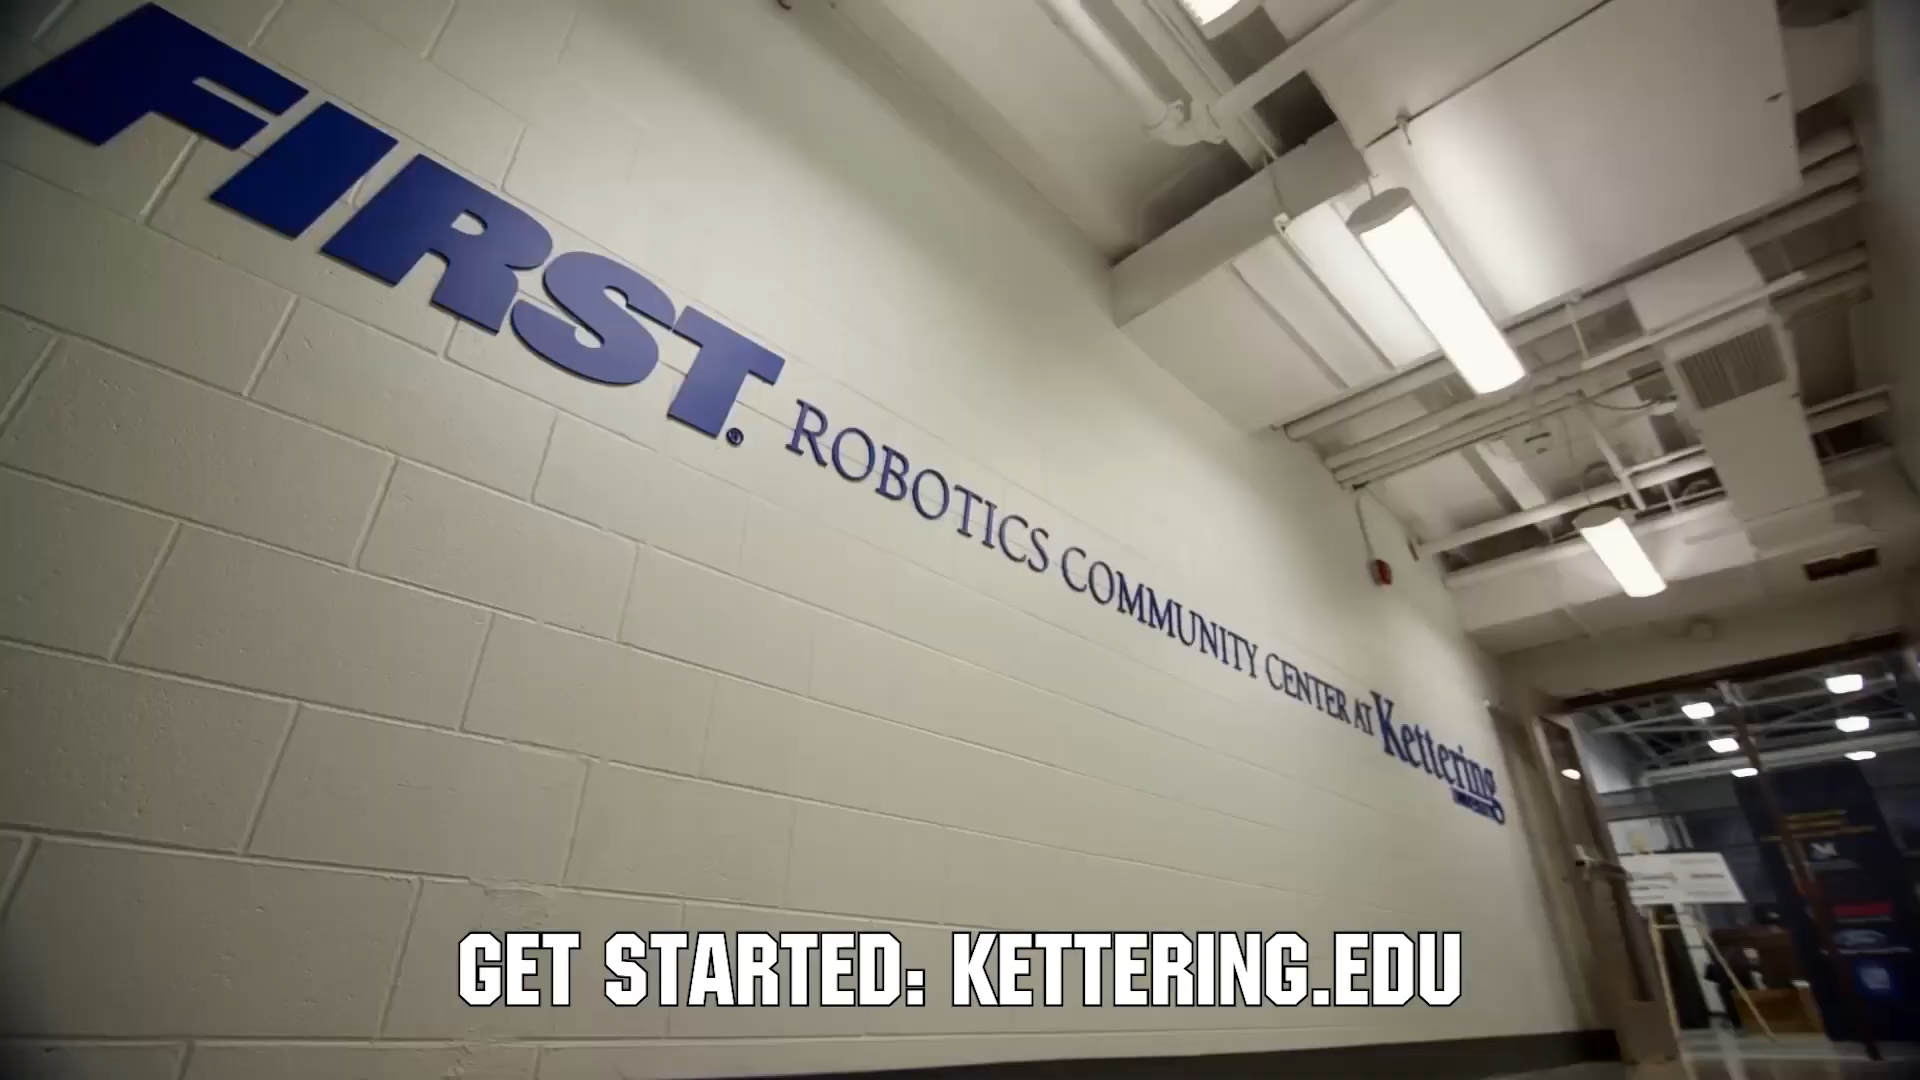 FIRST® ROBOTICS COMMUNITY CENTER AT Kettering
GET STARTED: KETTERING.EDU